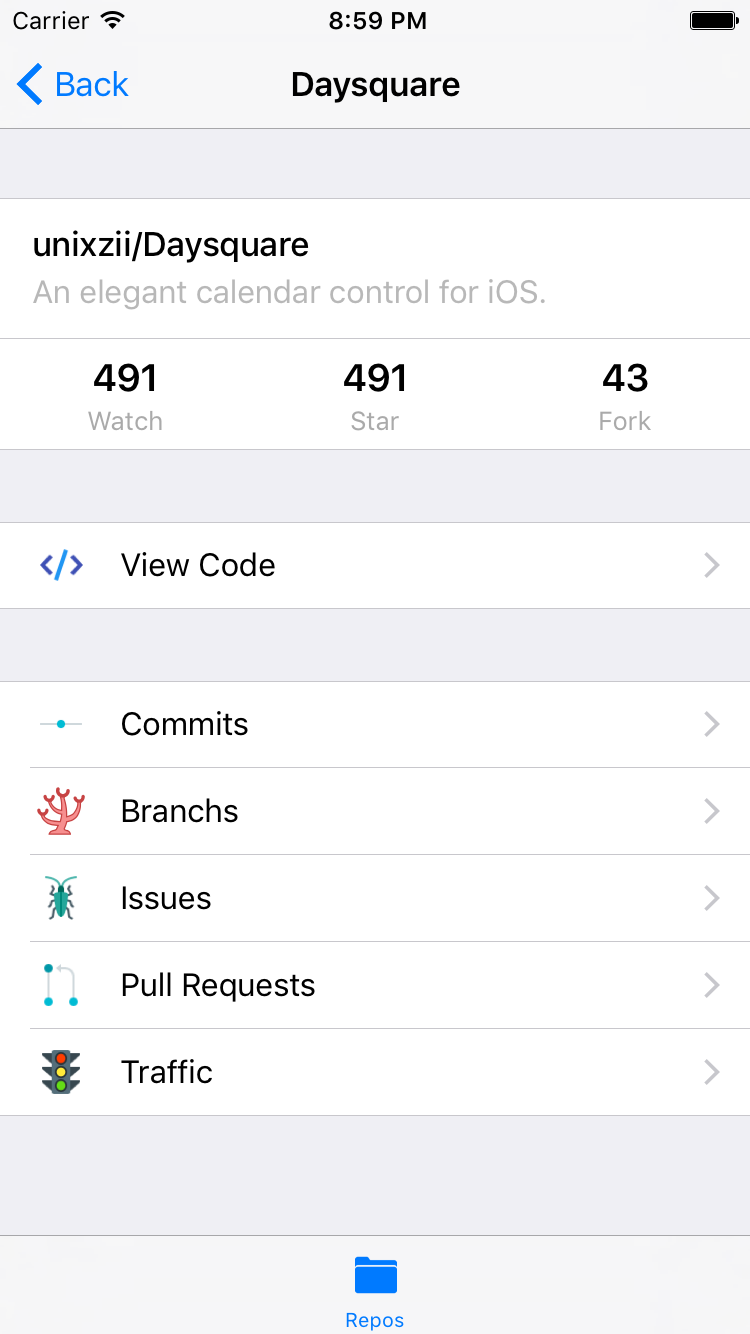 Carrier 8:59 PM
Back Daysquare
unixzii/Daysquare
An elegant calendar control for iOS.
491 491 43
Watch Star Fork
View Code
Commits
Branchs
Issues
Pull Requests
Traffic
Repos